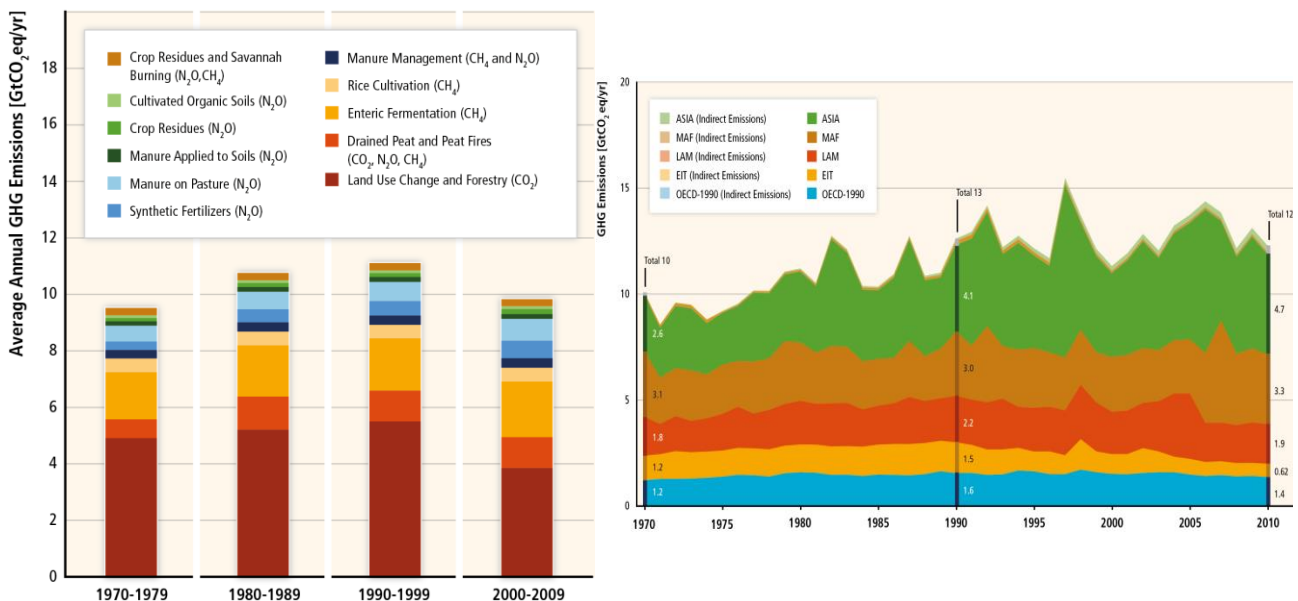 Average Annual GHG Emissions [GtCO₂eq/yr]
18
16
14
12
10
8
6
4
2
0
Crop Residues and Savannah
Burning (N₂O,CH₄)
Cultivated Organic Soils (N₂O)
Crop Residues (N₂O)
Manure Applied to Soils (N₂O)
Manure on Pasture (N₂O)
Synthetic Fertilizers (N₂O)
Manure Management (CH₄ and N₂O)
Rice Cultivation (CH₄)
Enteric Fermentation (CH₄)
Drained Peat and Peat Fires
(CO₂, N₂O, CH₄)
Land Use Change and Forestry (CO₂)
1970-1979
1980-1989
1990-1999
2000-2009
GHG Emissions [GtCO₂eq/yr]
20
15
10
5
0
ASIA (Indirect Emissions)
MAF (Indirect Emissions)
LAM (Indirect Emissions)
EIT (Indirect Emissions)
OECD-1990 (Indirect Emissions)
ASIA
MAF
LAM
EIT
OECD-1990
Total 10
2.6
3.1
1.8
1.2
1.2
Total 13
4.1
3.0
2.2
1.5
1.6
Total 12
4.7
3.3
1.9
0.62
1.4
1970
1975
1980
1985
1990
1995
2000
2005
2010